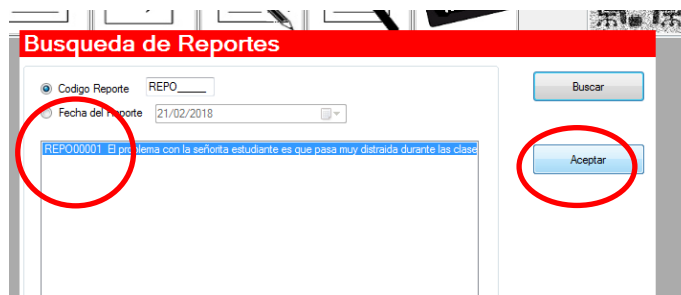 Busqueda de Reportes
Codigo Reporte REPO_____ Buscar
Fecha del Reporte 21/02/2018
REPO00001 El problema con la señorita estudiante es que pasa muy distraida durante las clase
Aceptar